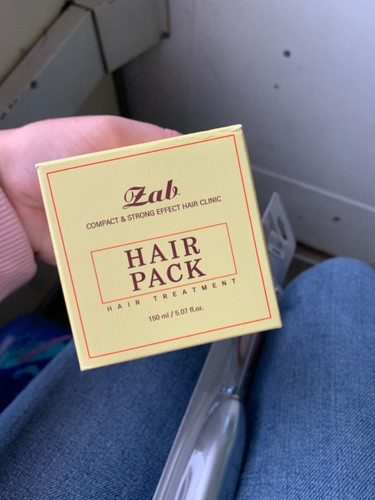 Zab
COMPACT & STRONG EFFECT HAIR CLINIC
HAIR
PACK
HAIR TREATMENT
150 ml / 5.07 fl.oz.